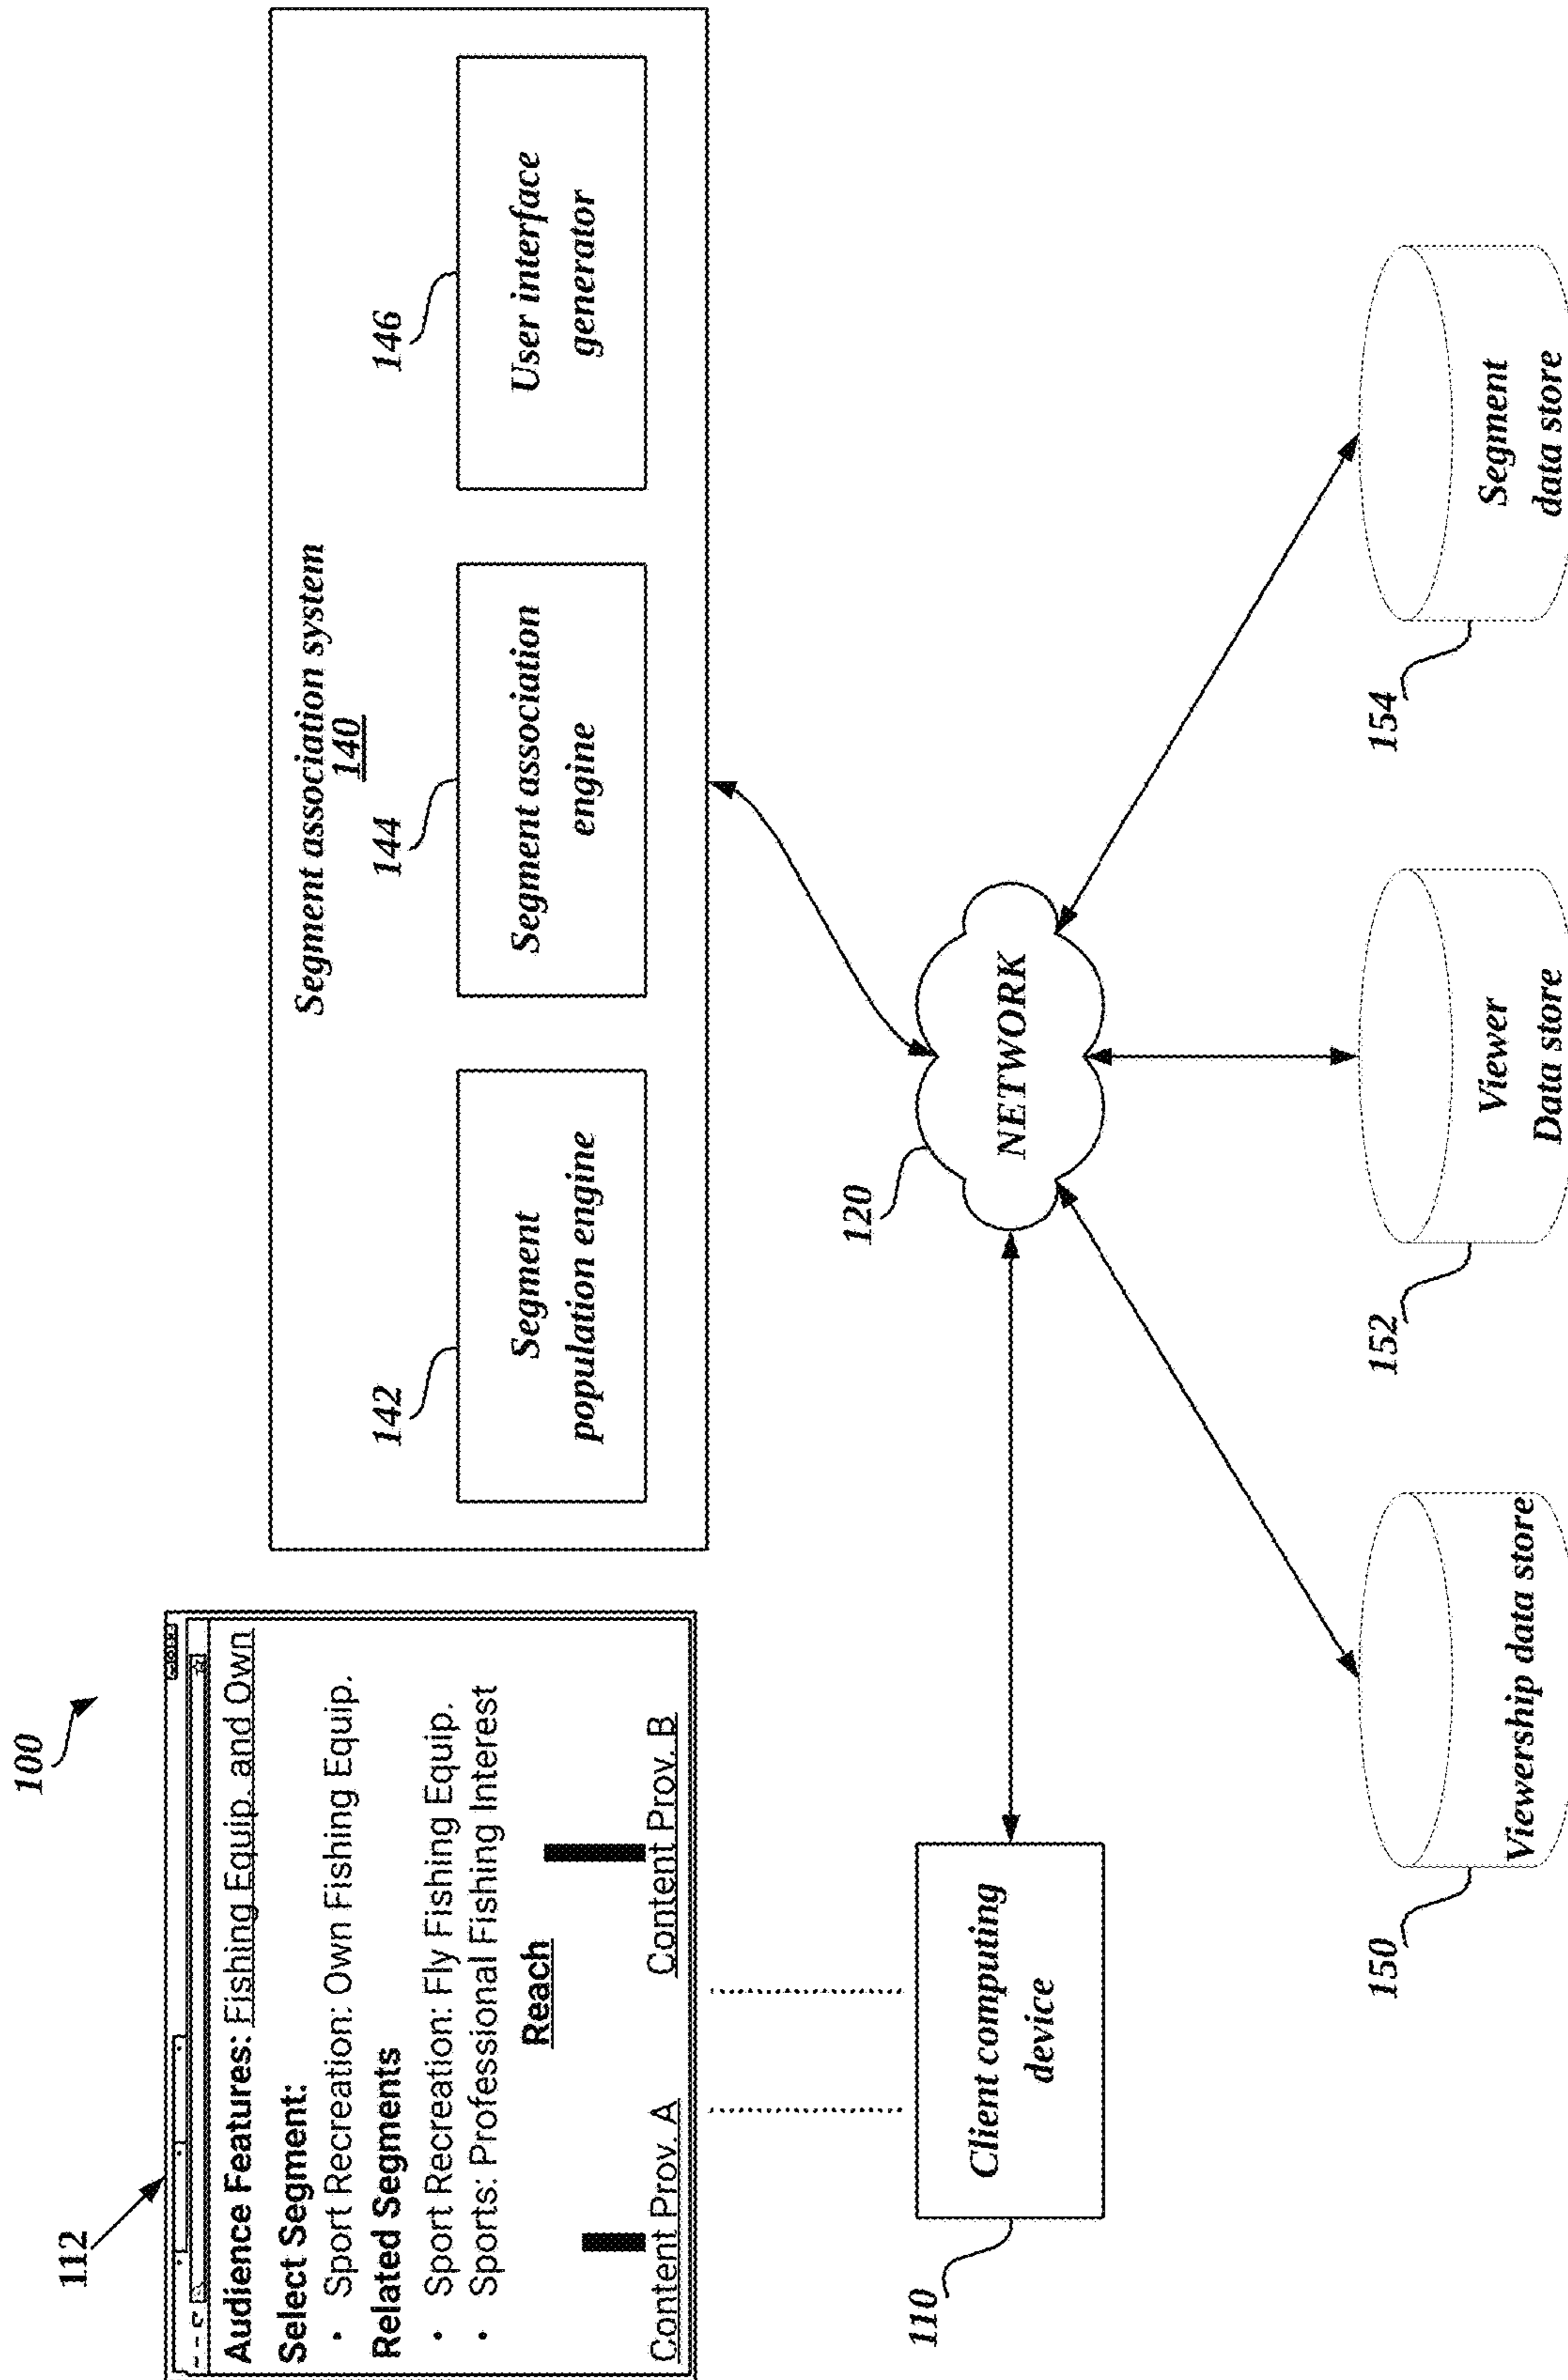 100
112
Audience Features: Fishing Equip. and Own
Select Segment:
• Sport Recreation: Own Fishing Equip.
Related Segments
• Sport Recreation: Fly Fishing Equip.
• Sports: Professional Fishing Interest
Reach
Content Prov. A
Content Prov. B
Segment association system
140
142
Segment
population engine
144
Segment association
engine
146
User interface
generator
110
Client computing
device
120
NETWORK
150
Viewership data store
152
Viewer
Data store
154
Segment
data store